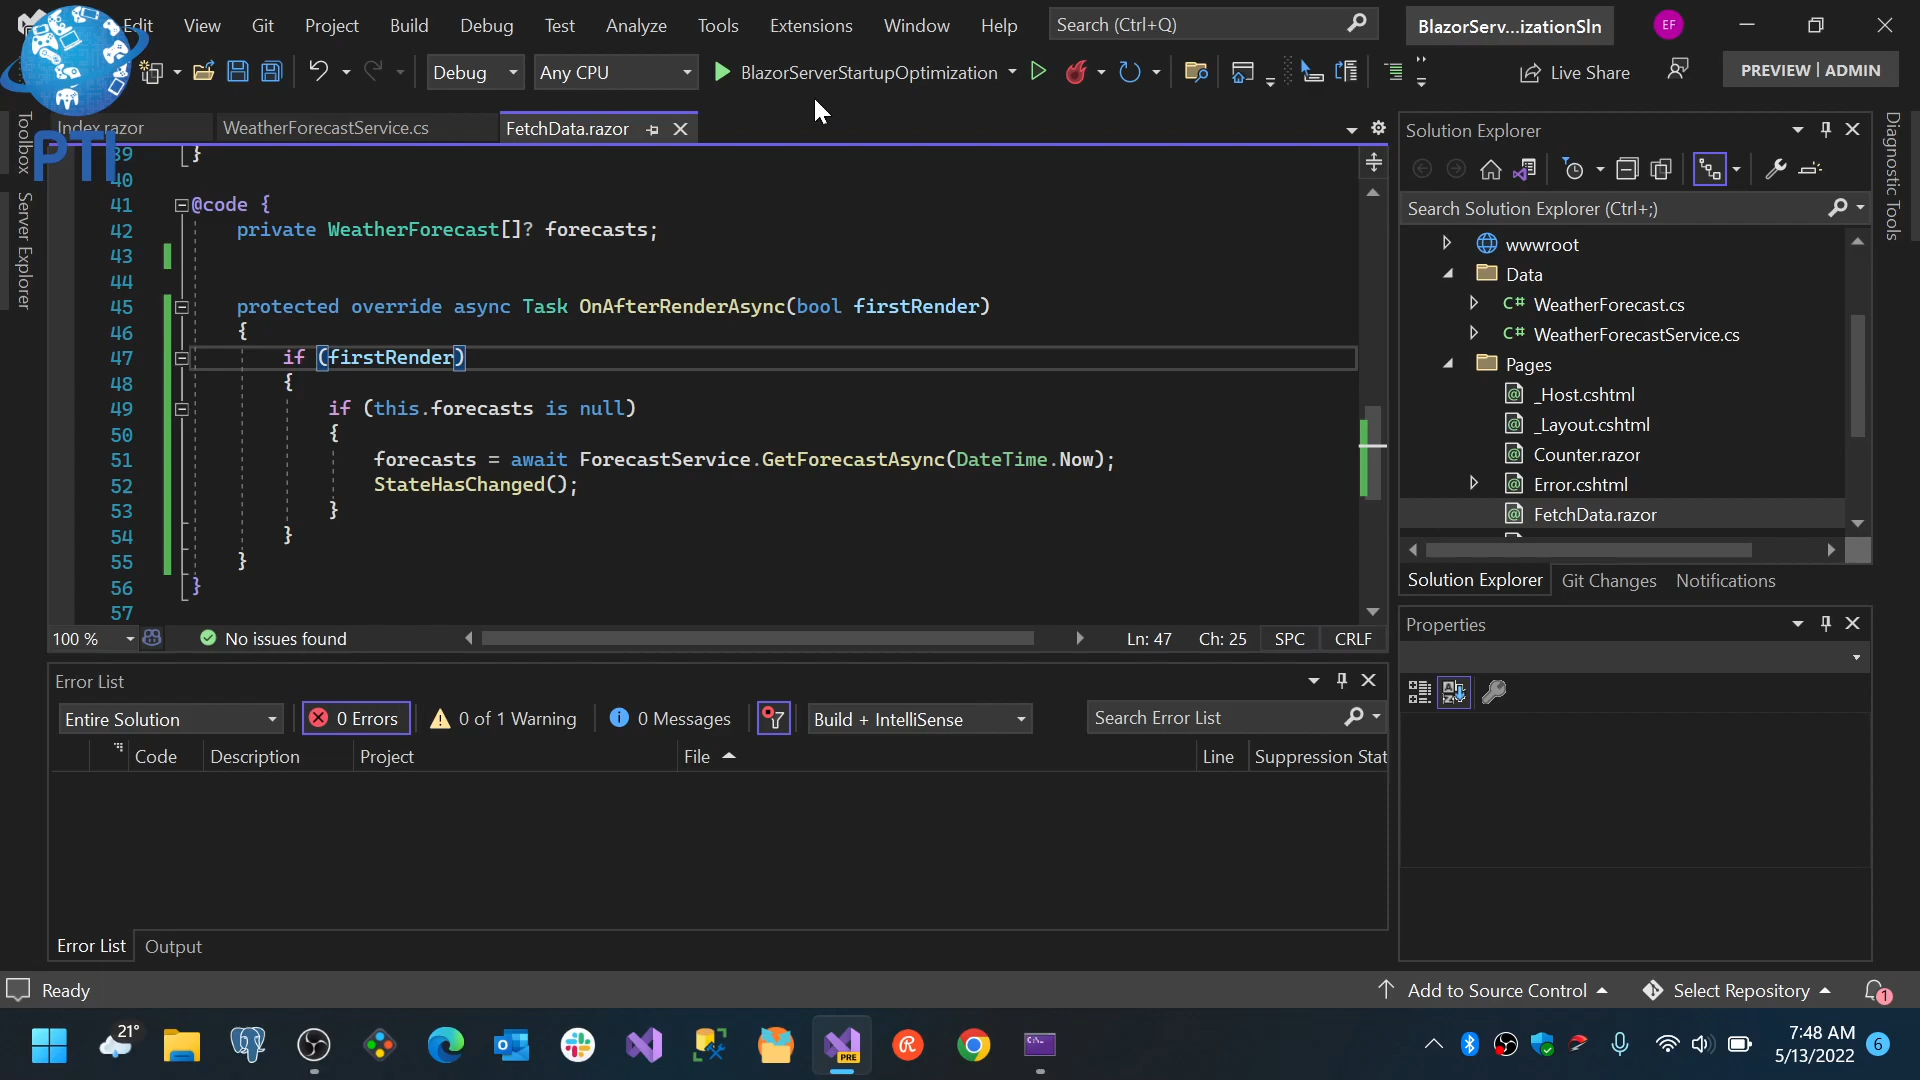 Edit View Git Project Build Debug Test Analyze Tools Extensions Window Help Search (Ctrl+Q) BlazorServ...izationSln EF
Debug Any CPU BlazorServerStartupOptimization Live Share PREVIEW | ADMIN
PTI
Toolbox
Server Explorer
Index.razor WeatherForecastService.cs FetchData.razor
39 }
40
41 @code {
42 private WeatherForecast[]? forecasts;
43
44
45 protected override async Task OnAfterRenderAsync(bool firstRender)
46 {
47 if (firstRender)
48 {
49 if (this.forecasts is null)
50 {
51 forecasts = await ForecastService.GetForecastAsync(DateTime.Now);
52 StateHasChanged();
53 }
54 }
55 }
56 }
57
100 % No issues found Ln: 47 Ch: 25 SPC CRLF
Error List
Entire Solution 0 Errors 0 of 1 Warning 0 Messages Build + IntelliSense Search Error List
Code Description Project File Line Suppression Stat
Error List Output
Solution Explorer
Search Solution Explorer (Ctrl+;)
wwwroot
Data
C# WeatherForecast.cs
C# WeatherForecastService.cs
Pages
_Host.cshtml
_Layout.cshtml
Counter.razor
Error.cshtml
FetchData.razor
Solution Explorer Git Changes Notifications
Properties
Diagnostic Tools
Ready Add to Source Control Select Repository 1
21° PRE 7:48 AM
5/13/2022 6